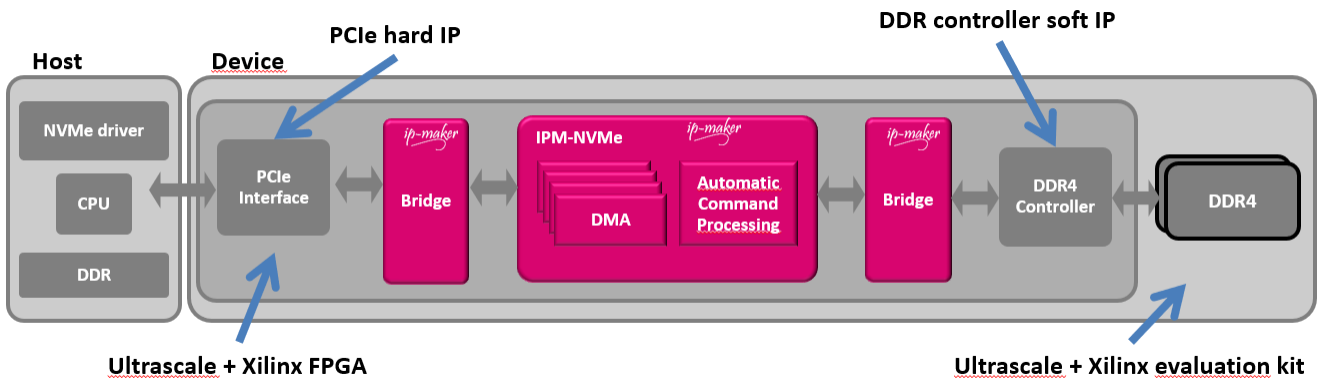 PCIe hard IP
DDR controller soft IP
Host
Device
NVMe driver
CPU
DDR
PCIe
Interface
ip-maker
Bridge
IPM-NVMe
ip-maker
DMA
Automatic
Command
Processing
ip-maker
Bridge
DDR4
Controller
DDR4
Ultrascale + Xilinx FPGA
Ultrascale + Xilinx evaluation kit